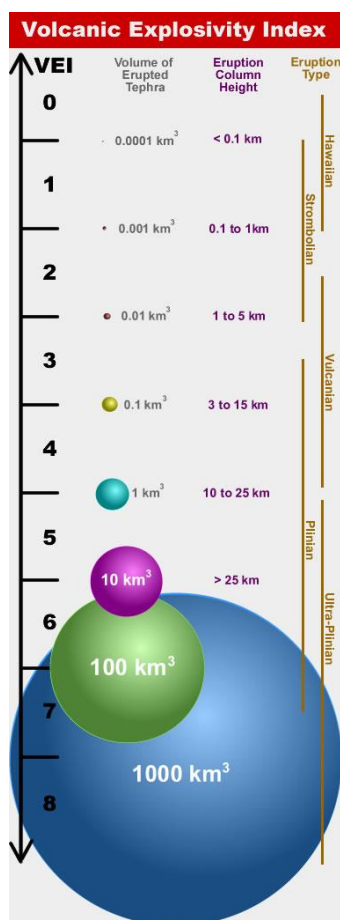 Volcanic Explosivity Index
VEI
Volume of
Erupted
Tephra
Eruption
Column
Height
Eruption
Type
0
0.0001 km³
< 0.1 km
Hawaiian
1
0.001 km³
0.1 to 1km
Strombolian
2
0.01 km³
1 to 5 km
3
0.1 km³
3 to 15 km
Vulcanian
4
1 km³
10 to 25 km
5
10 km³
> 25 km
Plinian
6
100 km³
Ultra-Plinian
7
1000 km³
8